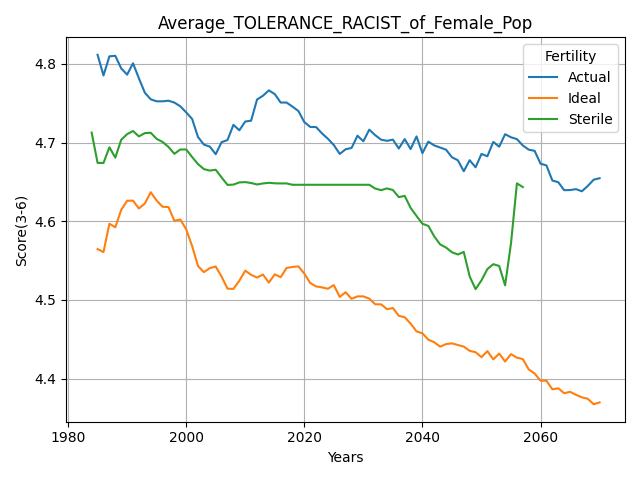 Average_TOLERANCE_RACIST_of_Female_Pop
Fertility
Actual
Ideal
Sterile
Score(3-6)
4.8
4.7
4.6
4.5
4.4
1980
2000
2020
2040
2060
Years